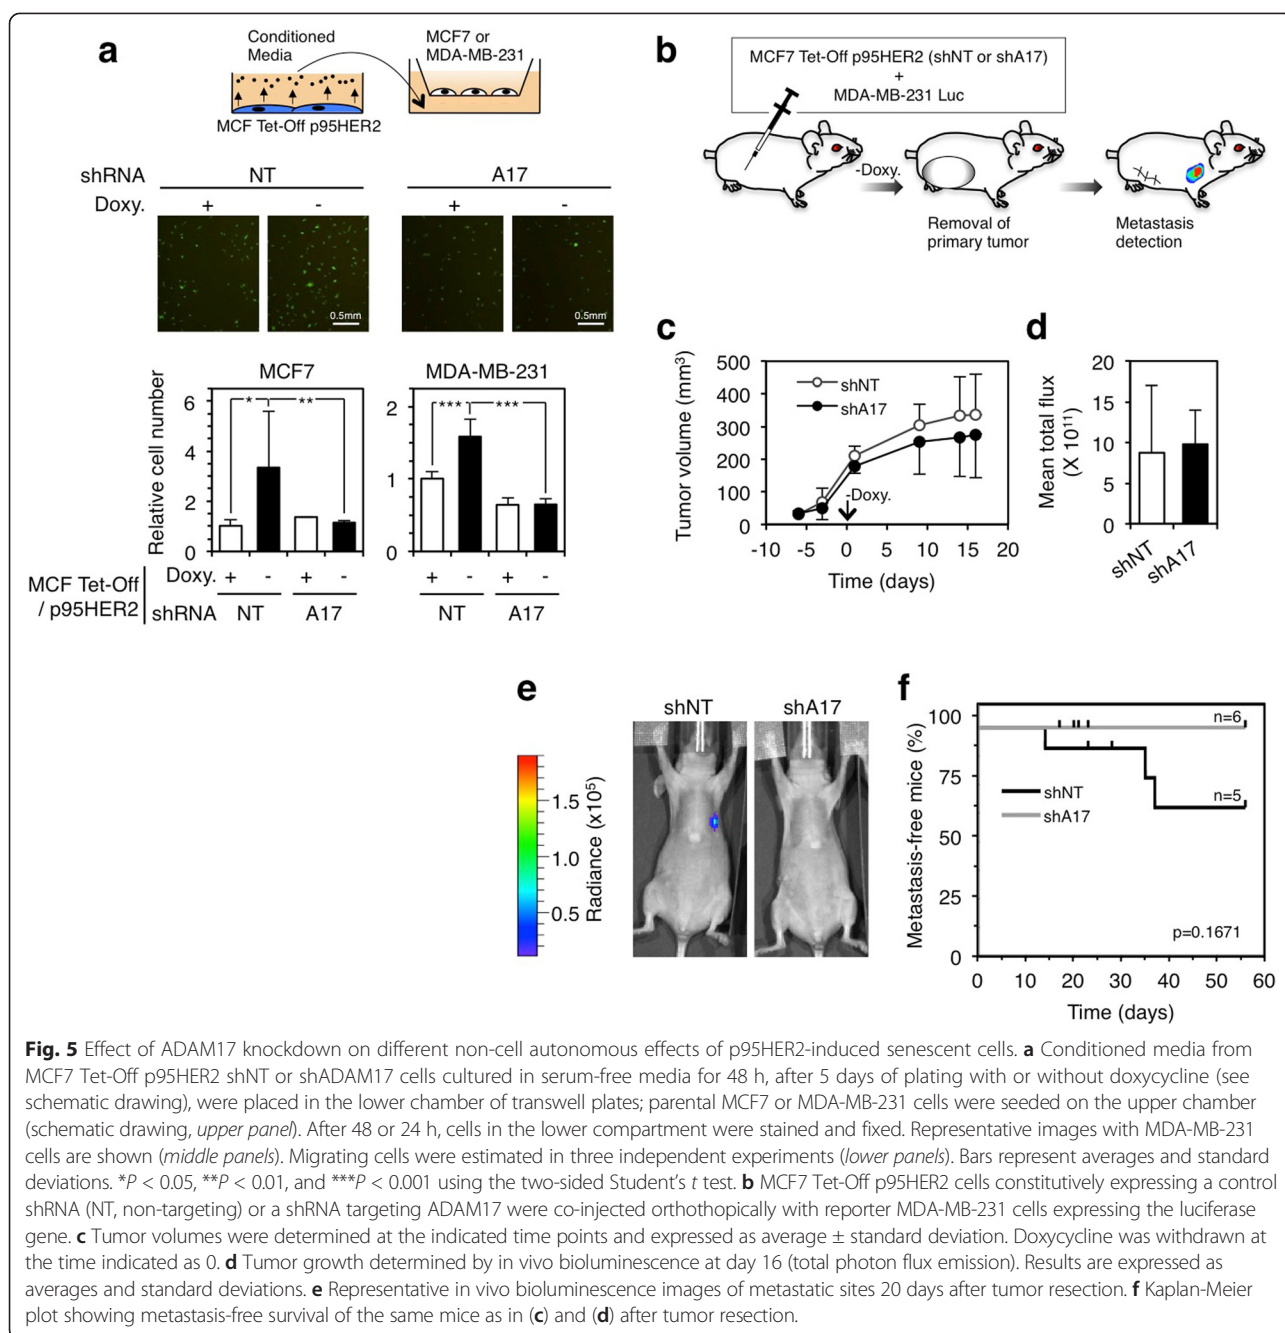 a
Conditioned
Media
MCF7 or
MDA-MB-231
MCF Tet-Off p95HER2
shRNA
NT
A17
Doxy.
+
-
+
-
0.5mm
0.5mm
MCF7
MDA-MB-231
Relative cell number
6
4
2
0
*
**
2
1
0
***
***
MCF Tet-Off
/ p95HER2
Doxy.
+
-
+
-
+
-
+
-
shRNA
NT
A17
NT
A17
b
MCF7 Tet-Off p95HER2 (shNT or shA17)
+
MDA-MB-231 Luc
-Doxy.
Removal of
primary tumor
Metastasis
detection
c
Tumor volume (mm³)
500
400
300
200
100
0
shNT
shA17
-Doxy.
-10
-5
0
5
10
15
20
Time (days)
d
Mean total flux
(X 10¹¹)
20
15
10
5
0
shNT
shA17
e
shNT
shA17
1.5
1.0
0.5
Radiance (x10⁵)
f
Metastasis-free mice (%)
100
75
50
25
0
n=6
n=5
shNT
shA17
p=0.1671
0
10
20
30
40
50
60
Time (days)
Fig. 5 Effect of ADAM17 knockdown on different non-cell autonomous effects of p95HER2-induced senescent cells. a Conditioned media from
MCF7 Tet-Off p95HER2 shNT or shADAM17 cells cultured in serum-free media for 48 h, after 5 days of plating with or without doxycycline (see
schematic drawing), were placed in the lower chamber of transwell plates; parental MCF7 or MDA-MB-231 cells were seeded on the upper chamber
(schematic drawing, upper panel). After 48 or 24 h, cells in the lower compartment were stained and fixed. Representative images with MDA-MB-231
cells are shown (middle panels). Migrating cells were estimated in three independent experiments (lower panels). Bars represent averages and standard
deviations. *P < 0.05, **P < 0.01, and ***P < 0.001 using the two-sided Student's t test. b MCF7 Tet-Off p95HER2 cells constitutively expressing a control
shRNA (NT, non-targeting) or a shRNA targeting ADAM17 were co-injected orthothopically with reporter MDA-MB-231 cells expressing the luciferase
gene. c Tumor volumes were determined at the indicated time points and expressed as average ± standard deviation. Doxycycline was withdrawn at
the time indicated as 0. d Tumor growth determined by in vivo bioluminescence at day 16 (total photon flux emission). Results are expressed as
averages and standard deviations. e Representative in vivo bioluminescence images of metastatic sites 20 days after tumor resection. f Kaplan-Meier
plot showing metastasis-free survival of the same mice as in (c) and (d) after tumor resection.